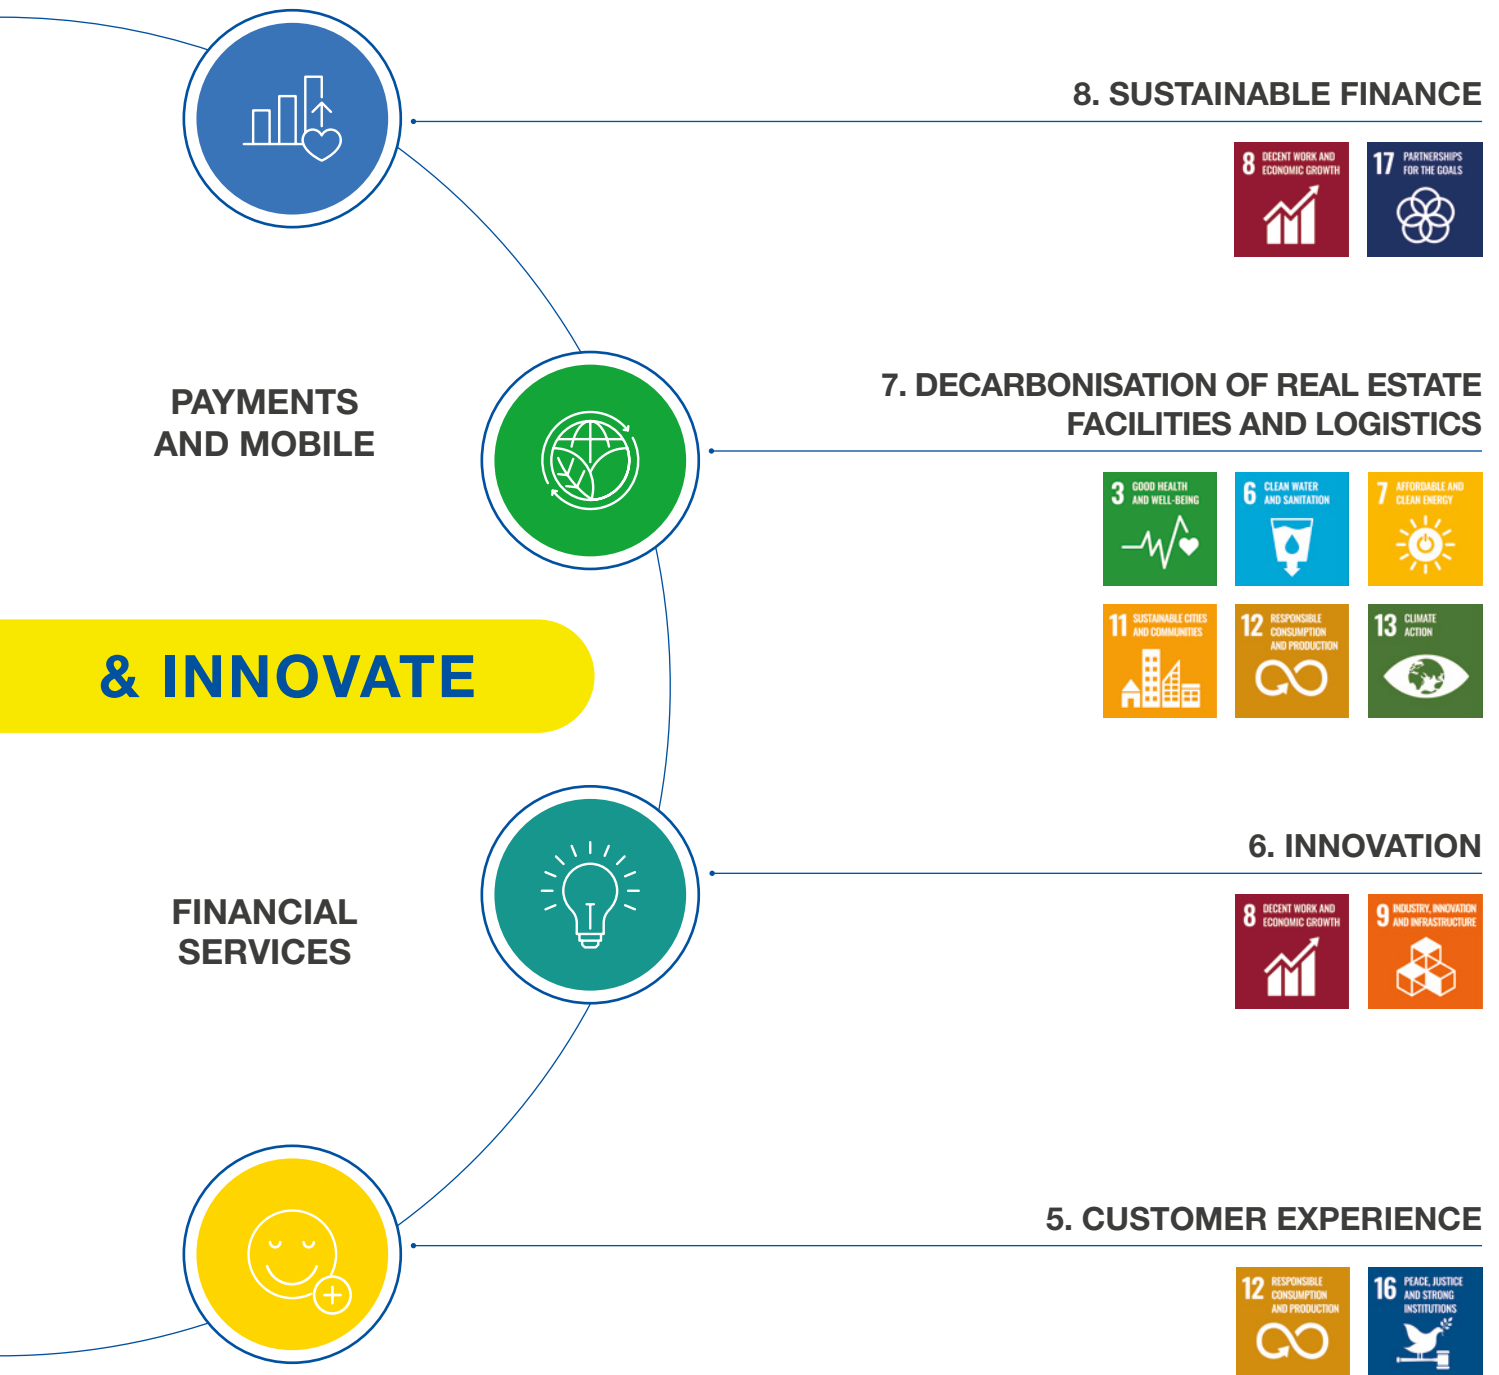 8. SUSTAINABLE FINANCE
8 DECENT WORK AND
ECONOMIC GROWTH
17 PARTNERSHIPS
FOR THE GOALS
PAYMENTS
AND MOBILE
7. DECARBONISATION OF REAL ESTATE
FACILITIES AND LOGISTICS
3 GOOD HEALTH
AND WELL-BEING
6 CLEAN WATER
AND SANITATION
7 AFFORDABLE AND
CLEAN ENERGY
11 SUSTAINABLE CITIES
AND COMMUNITIES
12 RESPONSIBLE
CONSUMPTION
AND PRODUCTION
13 CLIMATE
ACTION
& INNOVATE
6. INNOVATION
8 DECENT WORK AND
ECONOMIC GROWTH
9 INDUSTRY, INNOVATION
AND INFRASTRUCTURE
FINANCIAL
SERVICES
5. CUSTOMER EXPERIENCE
12 RESPONSIBLE
CONSUMPTION
AND PRODUCTION
16 PEACE, JUSTICE
AND STRONG
INSTITUTIONS